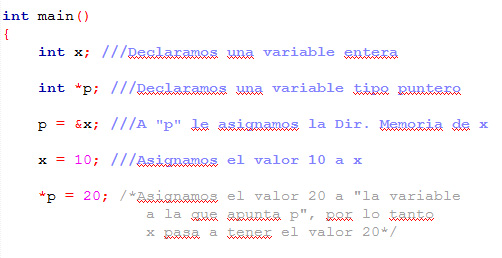 int main()
{
int x; ///Declaramos una variable entera
int *p; ///Declaramos una variable tipo puntero
p = &x; ///A "p" le asignamos la Dir. Memoria de x
x = 10; ///Asignamos el valor 10 a x
*p = 20; /*Asignamos el valor 20 a "la variable
a la que apunta p", por lo tanto
x pasa a tener el valor 20*/